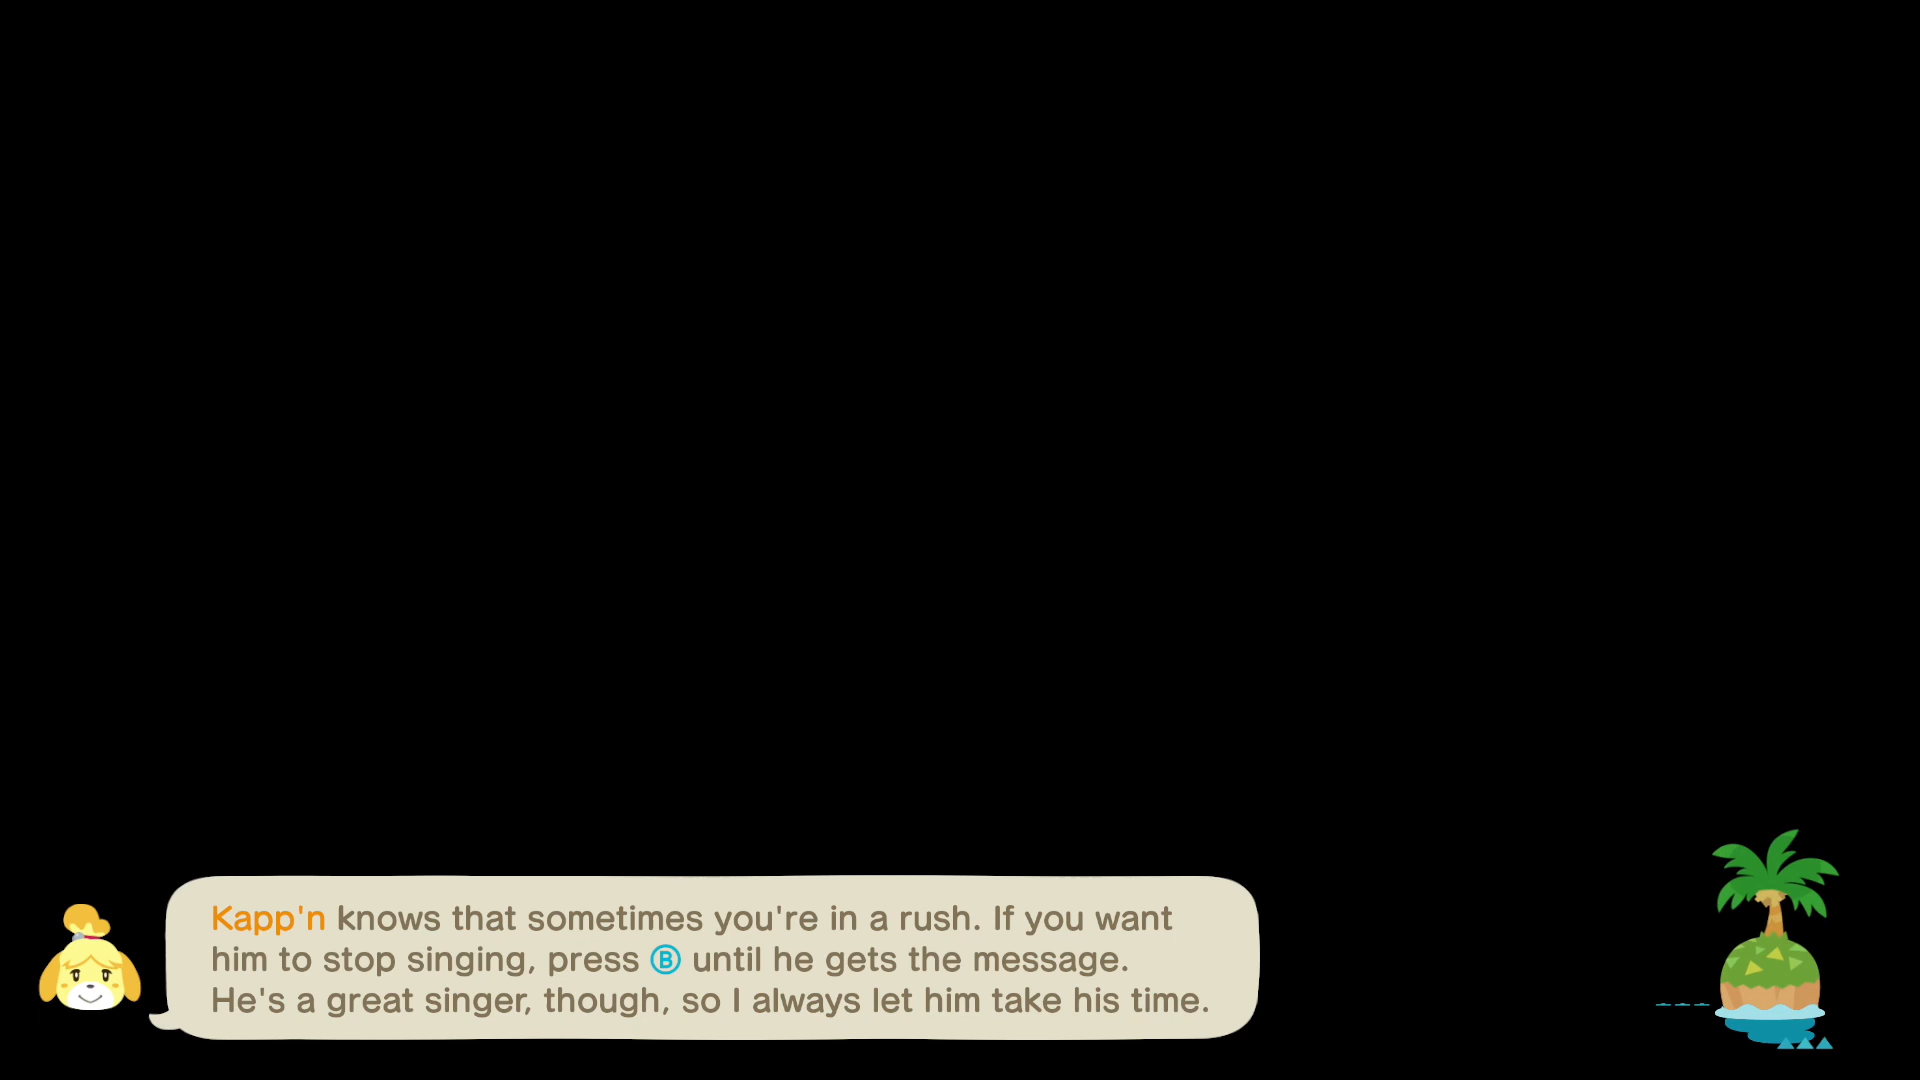 Kapp'n knows that sometimes you're in a rush. If you want
him to stop singing, press Ⓑ until he gets the message.
He's a great singer, though, so I always let him take his time.